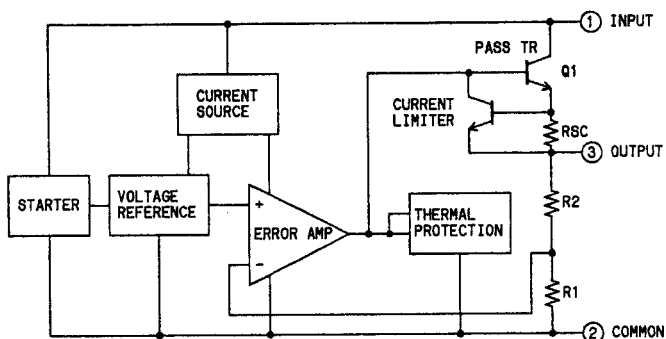 1 INPUT
PASS TR
Q1
CURRENT
SOURCE
CURRENT
LIMITER
RSC
3 OUTPUT
STARTER
VOLTAGE
REFERENCE
+
ERROR AMP
-
THERMAL
PROTECTION
R2
R1
2 COMMON